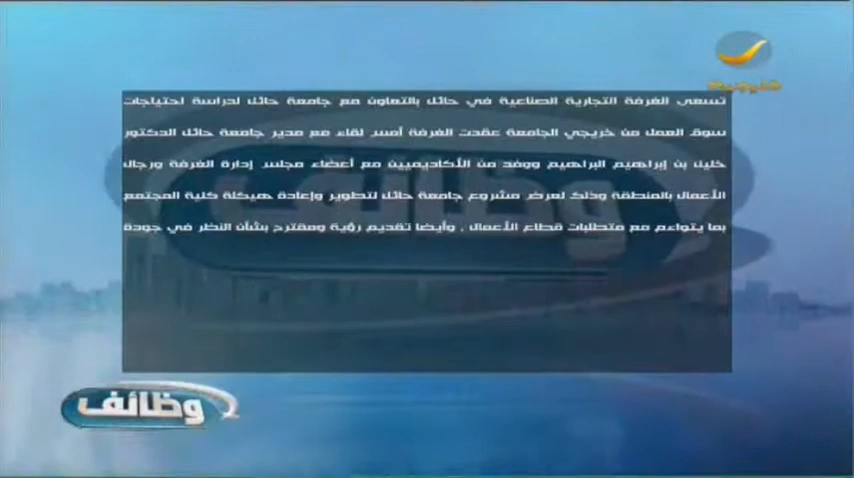 خليجية
تسعى الغرفة التجارية الصناعية في حائل بالتعاون مع جامعة حائل لدراسة احتياجات
سوق العمل من خريجي الجامعة عقدت الغرفة أمس لقاء مع مدير جامعة حائل الدكتور
خليل بن إبراهيم البراهيم ووفد من الأكاديميين مع أعضاء مجلس إدارة الغرفة ورجال
الأعمال بالمنطقة وذلك لعرض مشروع جامعة حائل لتطوير وإعادة هيكلة كلية المجتمع
بما يتواءم مع متطلبات قطاع الأعمال ، وأيضا تقديم رؤية ومقترح بشأن النظر في جودة
وظائف
وظائف